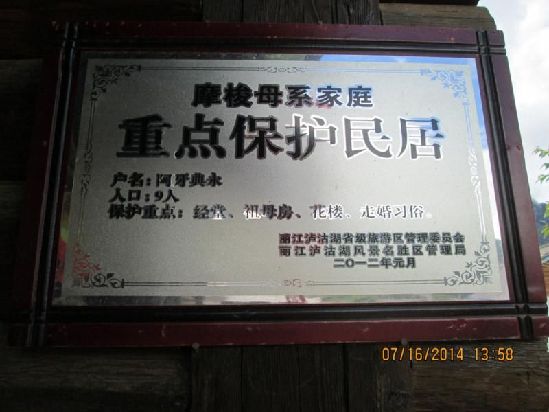 摩梭母系家庭
重点保护民居
户名：阿牙典永
人口：9人
保护重点：经堂、祖母房、花楼、走婚习俗。
丽江泸沽湖省级旅游区管理委员会
丽江泸沽湖风景名胜区管理局
二〇一二年元月
07/16/2014 13:58